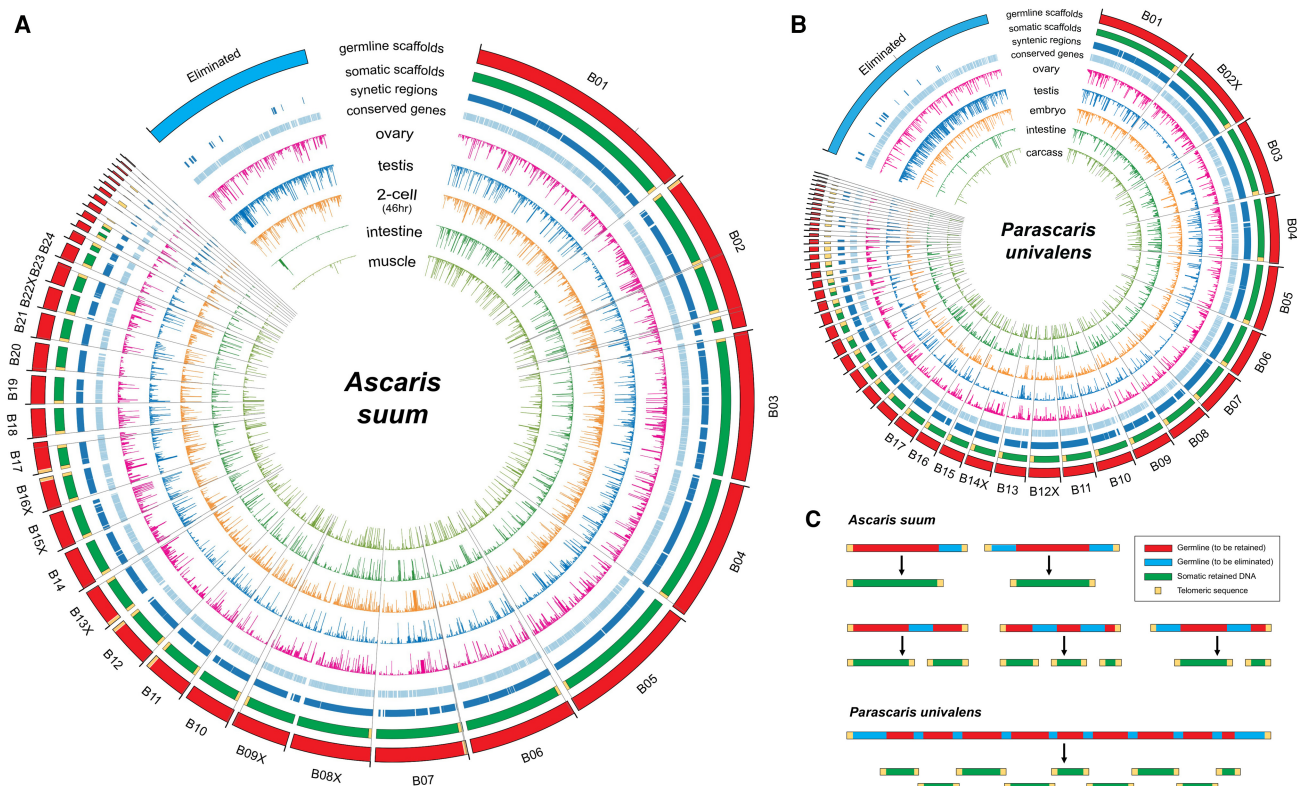 A
Eliminated
germline scaffolds
somatic scaffolds
synetic regions
conserved genes
ovary
testis
2-cell
(46hr)
intestine
muscle
Ascaris
suum
B01
B02
B03
B04
B05
B06
B07
B08X
B09X
B10
B11
B12
B13X
B14
B15X
B16X
B17
B18
B19
B20
B21
B22X
B23
B24
B
Eliminated
germline scaffolds
somatic scaffolds
syntenic regions
conserved genes
ovary
testis
embryo
intestine
carcass
Parascaris
univalens
B01
B02X
B03
B04
B05
B06
B07
B08
B09
B10
B11
B12X
B13
B14X
B15
B16
B17
C
Ascaris suum
Germline (to be retained)
Germline (to be eliminated)
Somatic retained DNA
Telomeric sequence
Parascaris univalens